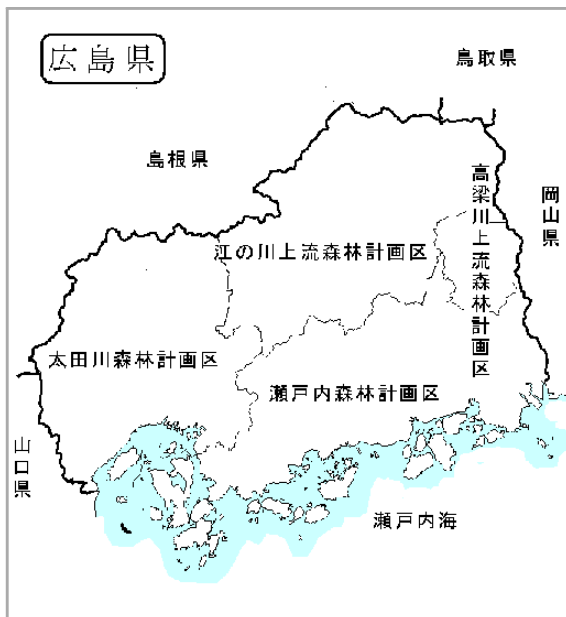 広島県
鳥取県
島根県
岡山県
高梁川上流森林計画区
江の川上流森林計画区
太田川森林計画区
瀬戸内森林計画区
山口県
瀬戸内海